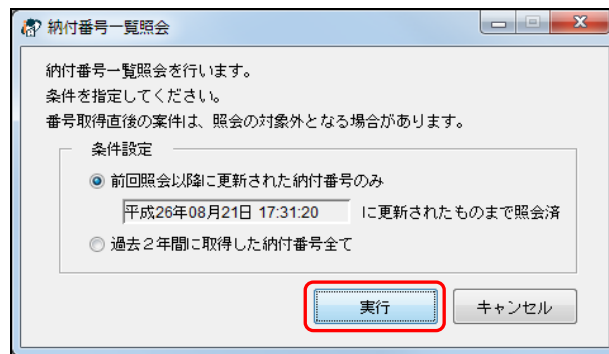 納付番号一覧照会
納付番号一覧照会を行います。
条件を指定してください。
番号取得直後の案件は、照会の対象外となる場合があります。
条件設定
前回照会以降に更新された納付番号のみ
平成26年08月21日 17:31:20 に更新されたものまで照会済
過去２年間に取得した納付番号全て
実行 キャンセル